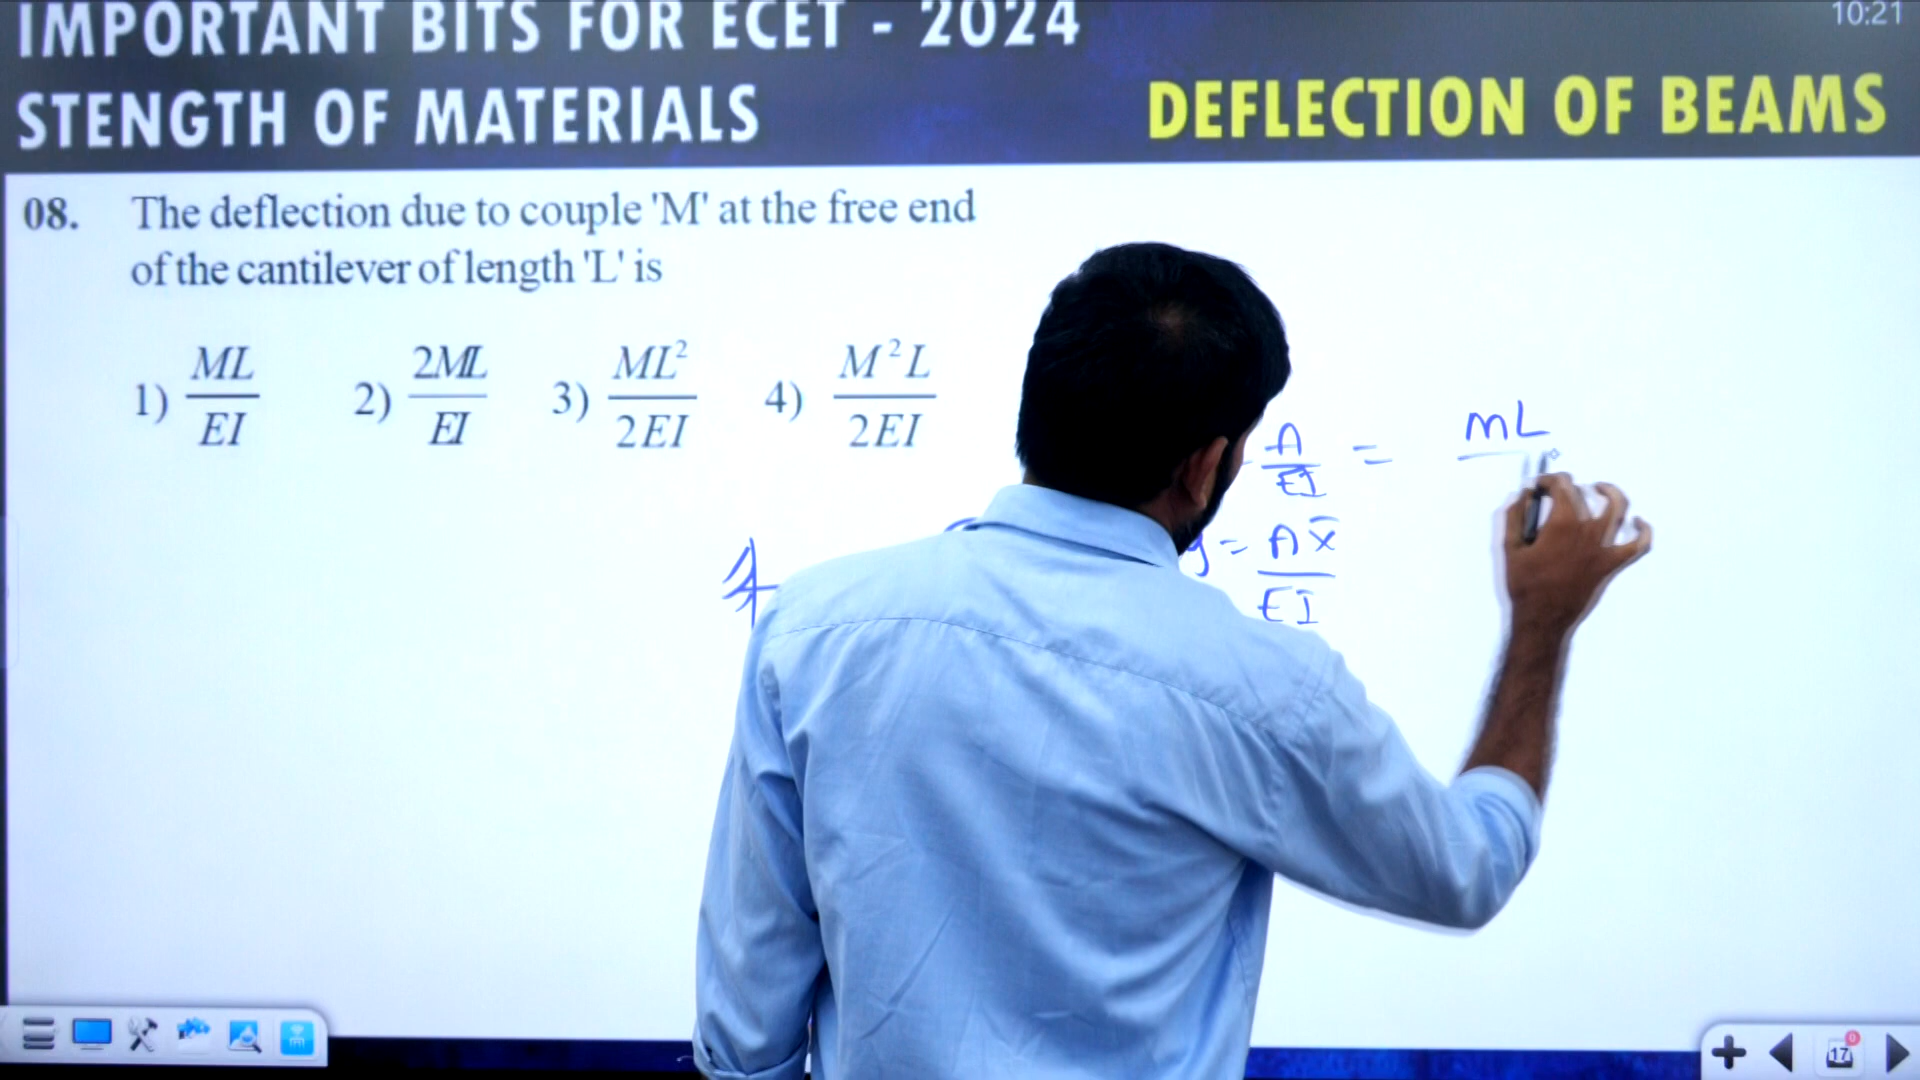 IMPORTANT BITS FOR ECET - 2024
10:21
STENGTH OF MATERIALS
DEFLECTION OF BEAMS
08. The deflection due to couple 'M' at the free end
of the cantilever of length 'L' is
1) ML/EI 2) 2ML/EI 3) ML²/2EI 4) M²L/2EI
A/EI = mL
y = Ax̄/EI
17
0